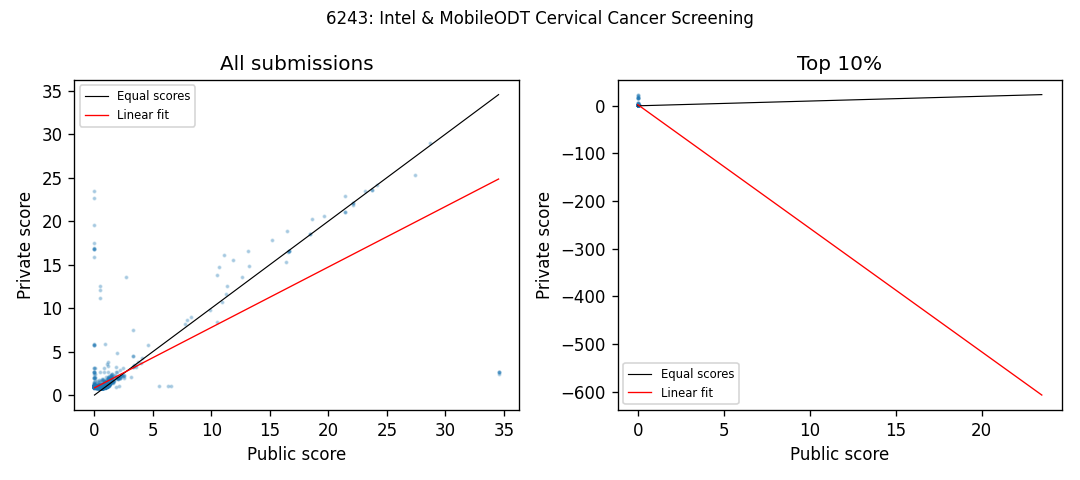 6243: Intel & MobileODT Cervical Cancer Screening
All submissions
Equal scores
Linear fit
35
30
25
20
15
10
5
0
Private score
0 5 10 15 20 25 30 35
Public score
Top 10%
0
−100
−200
−300
−400
−500
−600
Private score
Equal scores
Linear fit
0 5 10 15 20
Public score